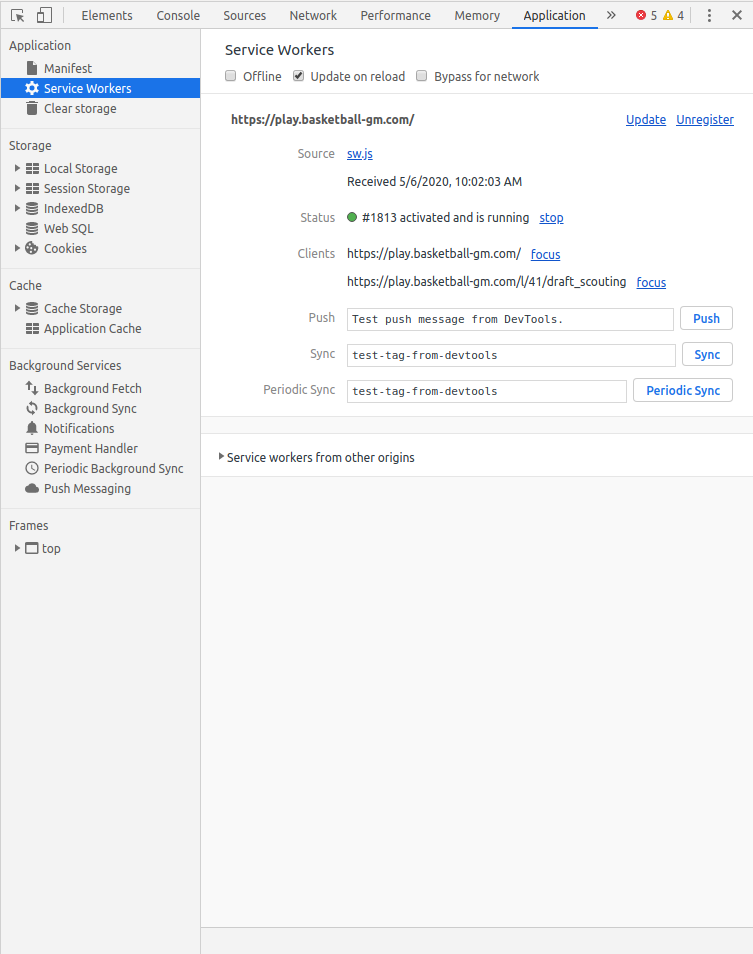 Elements Console Sources Network Performance Memory Application » 5 4
Application
Manifest
Service Workers
Clear storage
Storage
Local Storage
Session Storage
IndexedDB
Web SQL
Cookies
Cache
Cache Storage
Application Cache
Background Services
Background Fetch
Background Sync
Notifications
Payment Handler
Periodic Background Sync
Push Messaging
Frames
top
Service Workers
Offline Update on reload Bypass for network
https://play.basketball-gm.com/ Update Unregister
Source sw.js
Received 5/6/2020, 10:02:03 AM
Status #1813 activated and is running stop
Clients https://play.basketball-gm.com/ focus
https://play.basketball-gm.com/l/41/draft_scouting focus
Push Test push message from DevTools. Push
Sync test-tag-from-devtools Sync
Periodic Sync test-tag-from-devtools Periodic Sync
Service workers from other origins